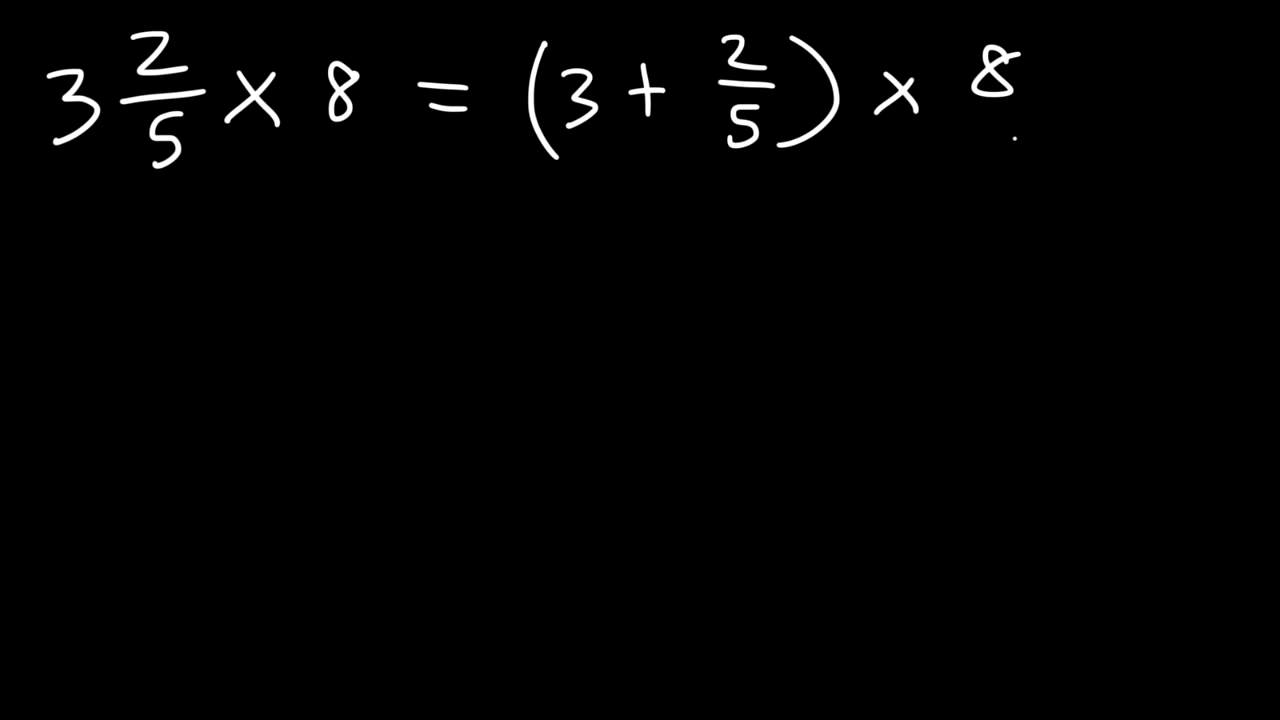 3 2/5 × 8 = (3 + 2/5) × 8